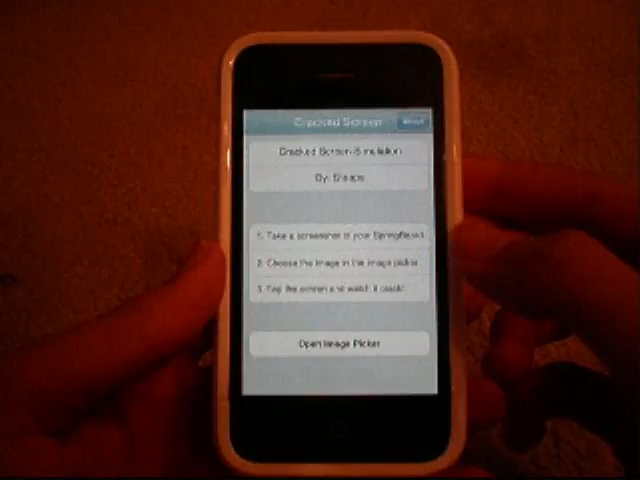 Cracked Screen
Cracked Screen Simulation
By:
1. Take a screenshot of your SpringBoard
2. Choose the image in the image picker
3. Tap the screen and watch it crack!
Open Image Picker